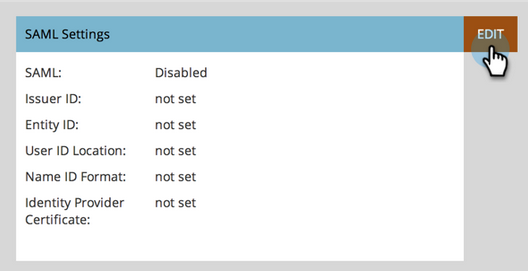 SAML Settings EDIT
SAML: Disabled
Issuer ID: not set
Entity ID: not set
User ID Location: not set
Name ID Format: not set
Identity Provider not set
Certificate: